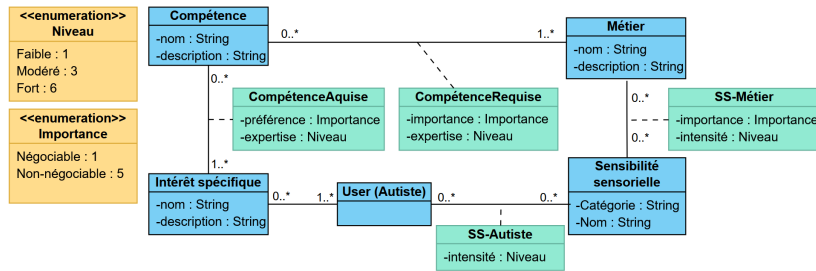 <<enumeration>>
Niveau
Faible : 1
Modéré : 3
Fort : 6
<<enumeration>>
Importance
Négociable : 1
Non-négociable : 5
Compétence
-nom : String
-description : String
0..*
1..*
Métier
-nom : String
-description : String
0..*
CompétenceAquise
-préférence : Importance
-expertise : Niveau
CompétenceRequise
-importance : Importance
-expertise : Niveau
0..*
0..*
SS-Métier
-importance : Importance
-intensité : Niveau
1..*
Intérêt spécifique
-nom : String
-description : String
0..*
1..*
User (Autiste)
0..*
0..*
Sensibilité
sensorielle
-Catégorie : String
-Nom : String
SS-Autiste
-intensité : Niveau